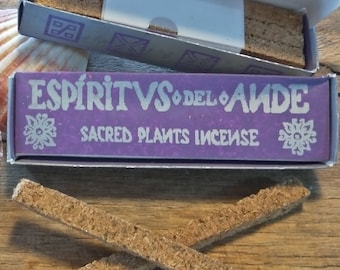 ESPÍRITVS DEL ANDE
SACRED PLANTS INCENSE